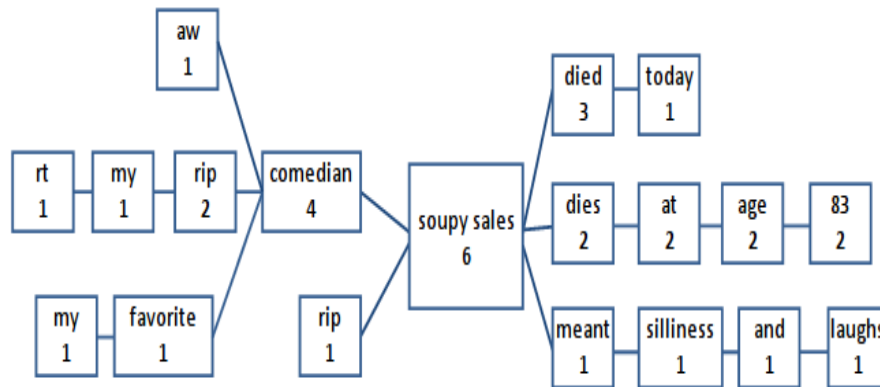 aw
1
died
3
today
1
rt
1
my
1
rip
2
comedian
4
soupy sales
6
dies
2
at
2
age
2
83
2
my
1
favorite
1
rip
1
meant
1
silliness
1
and
1
laughs
1